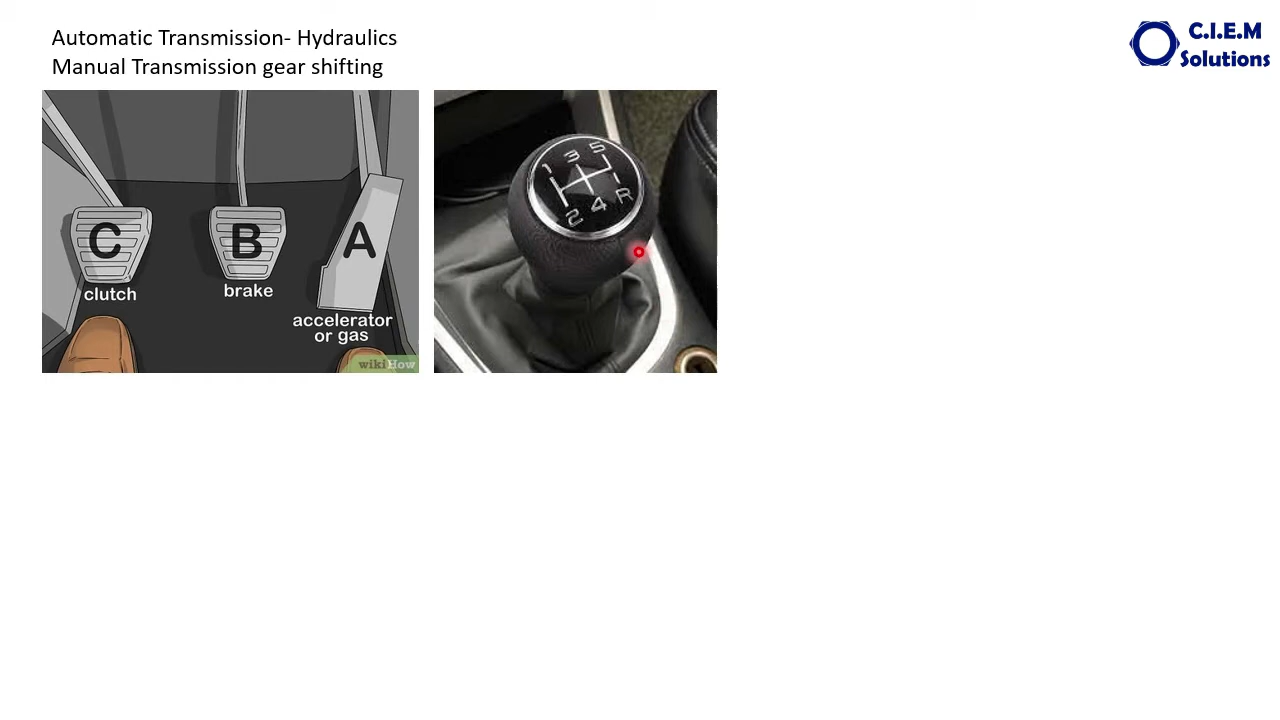 Automatic Transmission- Hydraulics
Manual Transmission gear shifting
C.I.E.M
Solutions
C
clutch
B
brake
A
accelerator
or gas
wikiHow
1 3 5
2 4 R